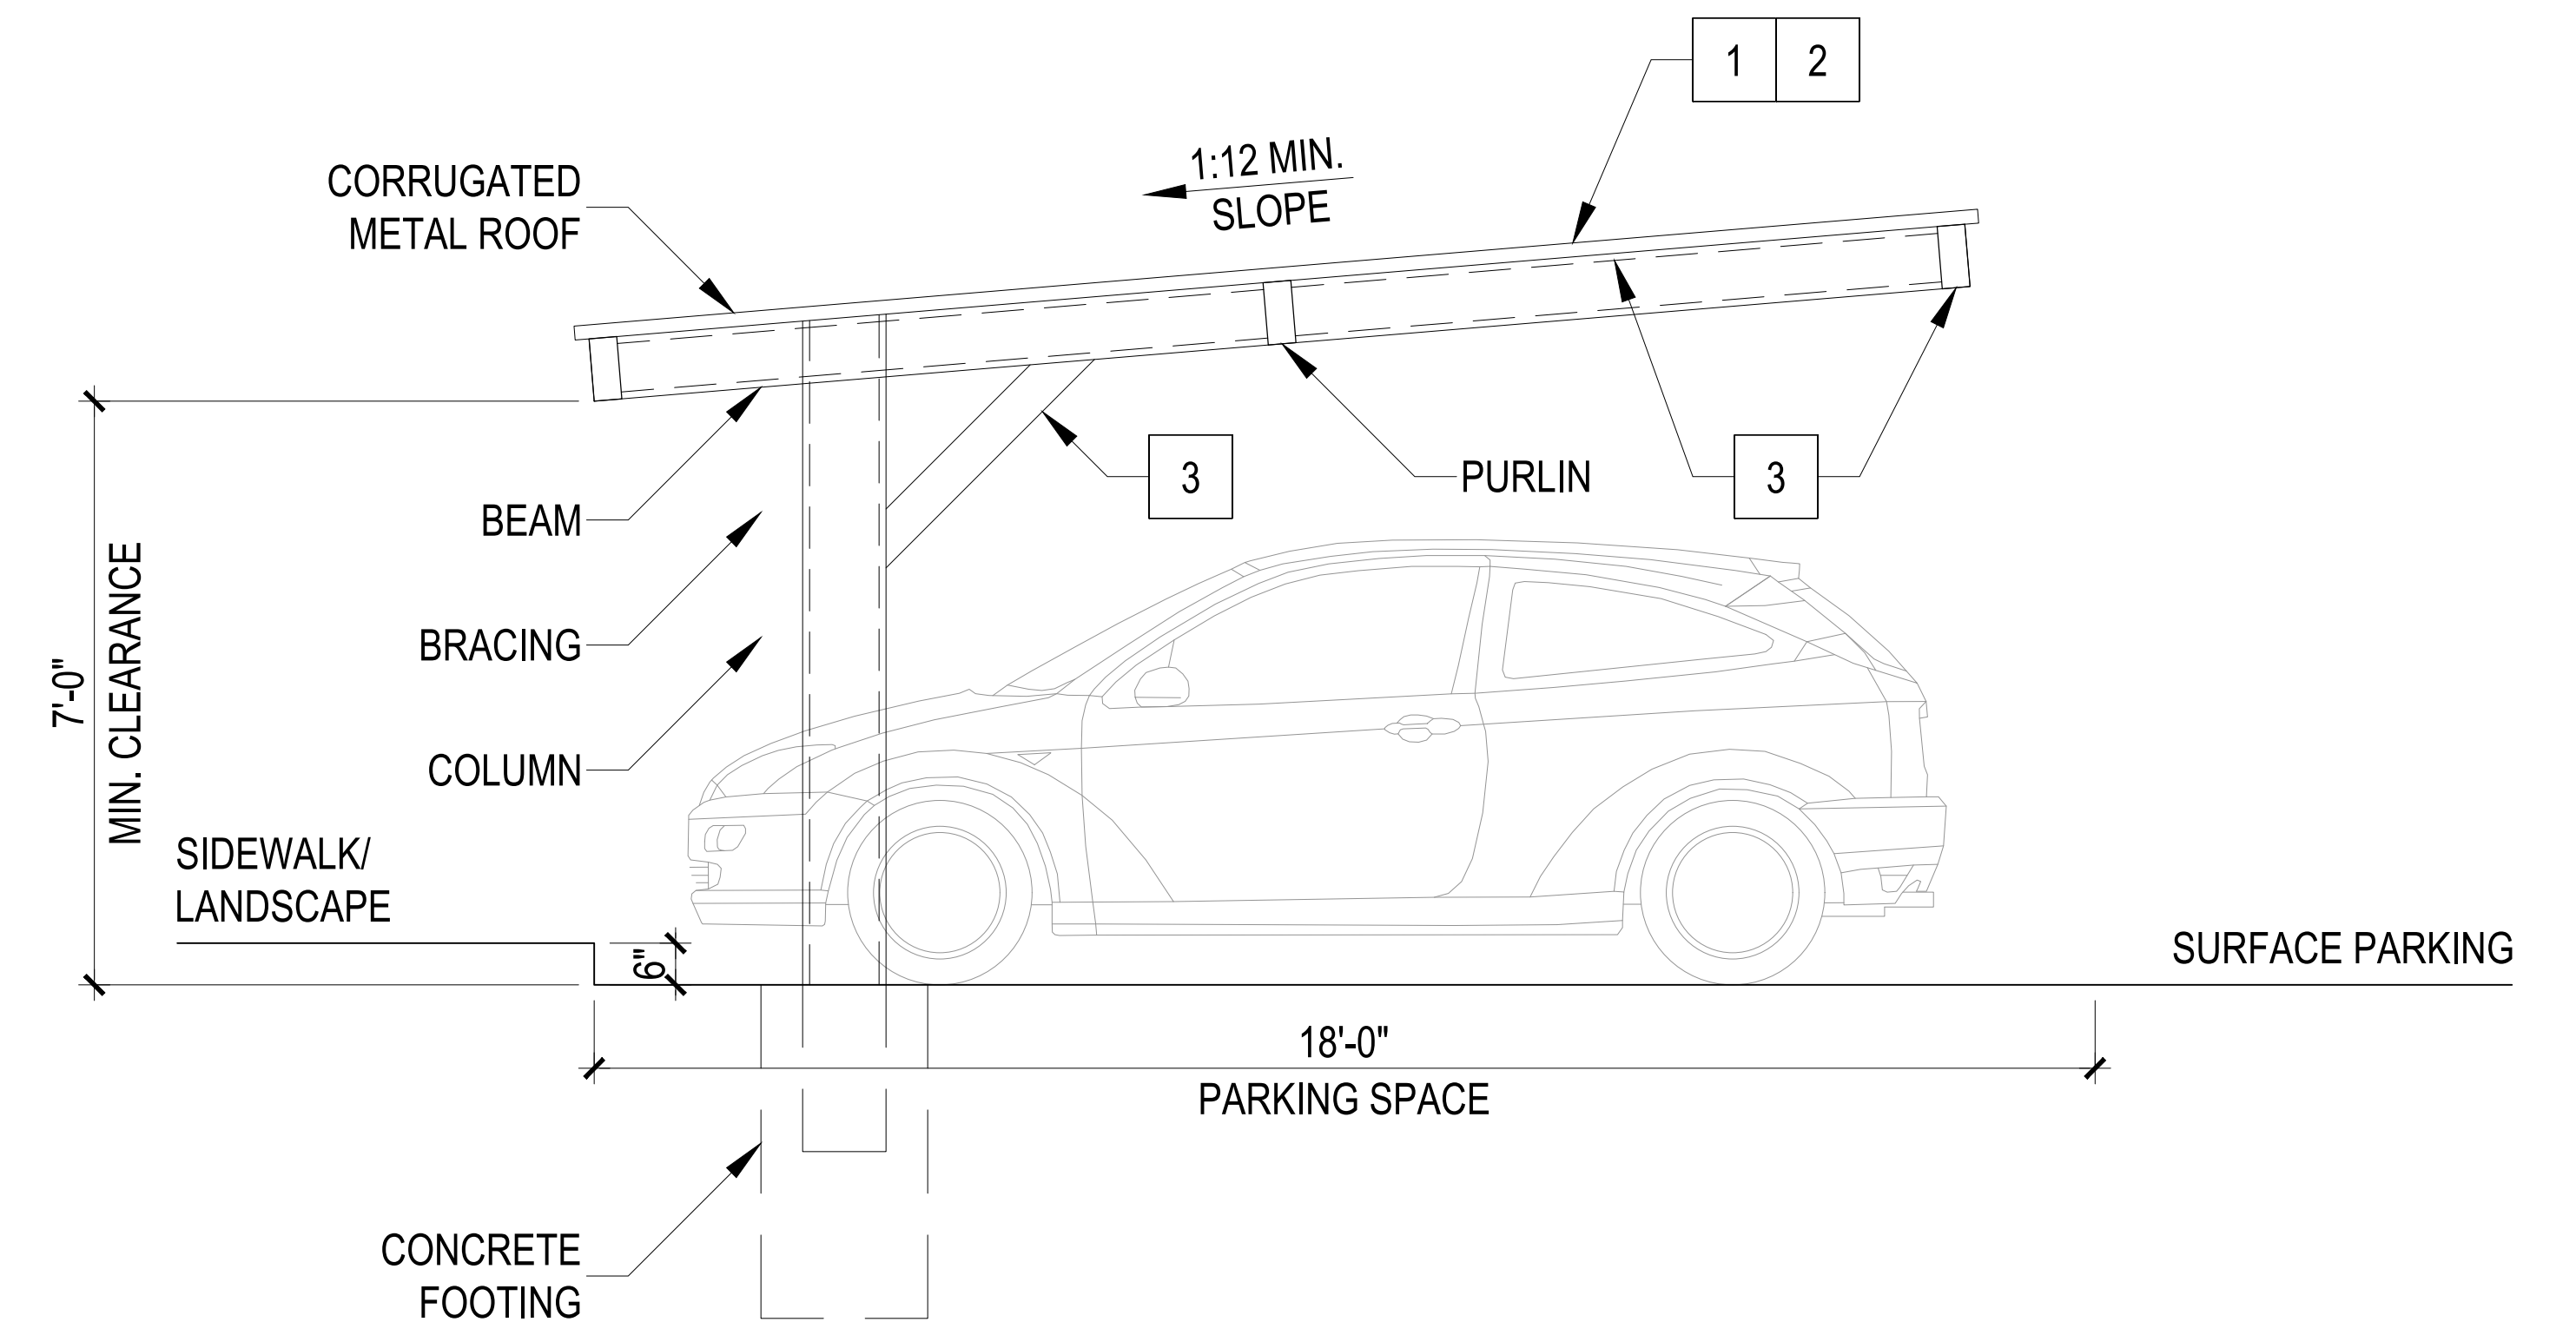 1 2
1:12 MIN.
SLOPE
CORRUGATED
METAL ROOF
3
PURLIN
3
BEAM
BRACING
COLUMN
7'-0"
MIN. CLEARANCE
SIDEWALK/
LANDSCAPE
6"
SURFACE PARKING
18'-0"
PARKING SPACE
CONCRETE
FOOTING